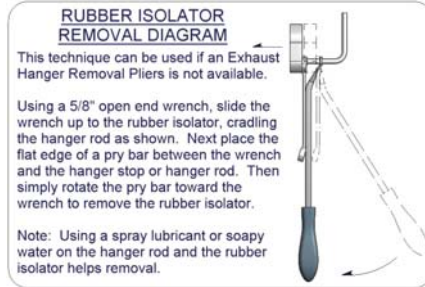 RUBBER ISOLATOR
REMOVAL DIAGRAM
This technique can be used if an Exhaust
Hanger Removal Pliers is not available.
Using a 5/8" open end wrench, slide the
wrench up to the rubber isolator, cradling
the hanger rod as shown. Next place the
flat edge of a pry bar between the wrench
and the hanger stop or hanger rod. Then
simply rotate the pry bar toward the
wrench to remove the rubber isolator.
Note: Using a spray lubricant or soapy
water on the hanger rod and the rubber
isolator helps removal.